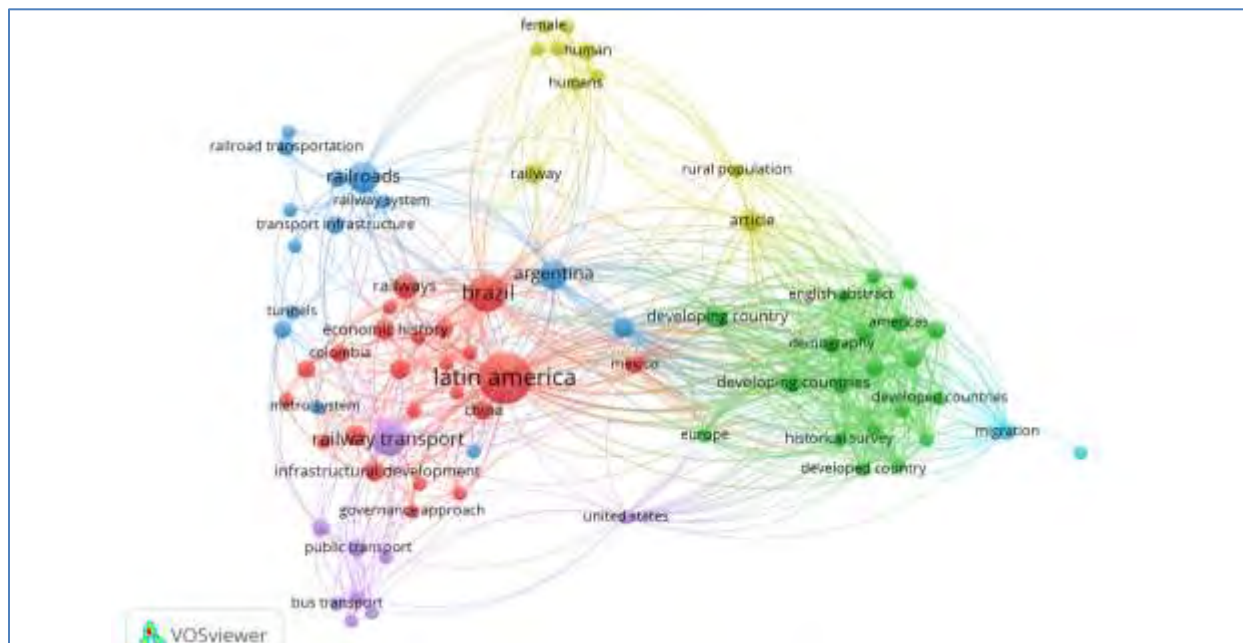 female
human
humans
railroad transportation
railroads
railway
rural population
railway system
transport infrastructure
article
argentina
railways
brazil
english abstract
tunnels
developing country
americas
economic history
demography
colombia
mexico
latin america
developing countries
metro system
china
developed countries
railway transport
europe
historical survey
migration
infrastructural development
developed country
governance approach
united states
public transport
bus transport
VOSviewer